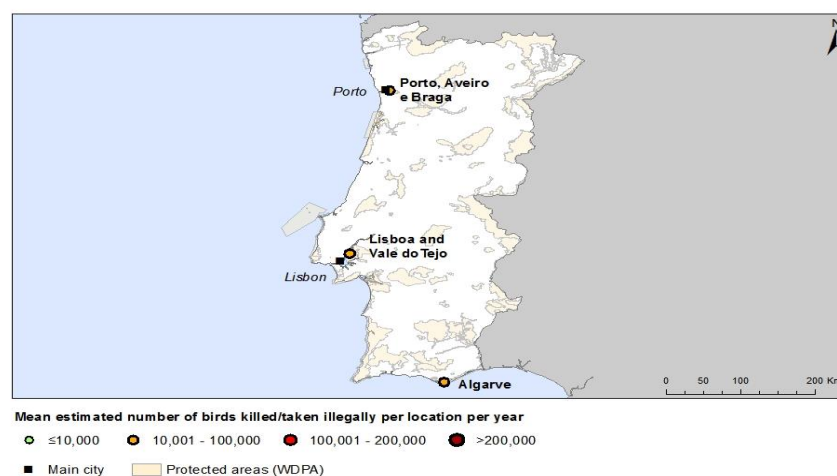 N
Porto
Porto, Aveiro
e Braga
Lisboa and
Vale do Tejo
Lisbon
Algarve
0 50 100 200 Km
Mean estimated number of birds killed/taken illegally per location per year
≤10,000 10,001 - 100,000 100,001 - 200,000 >200,000
Main city Protected areas (WDPA)